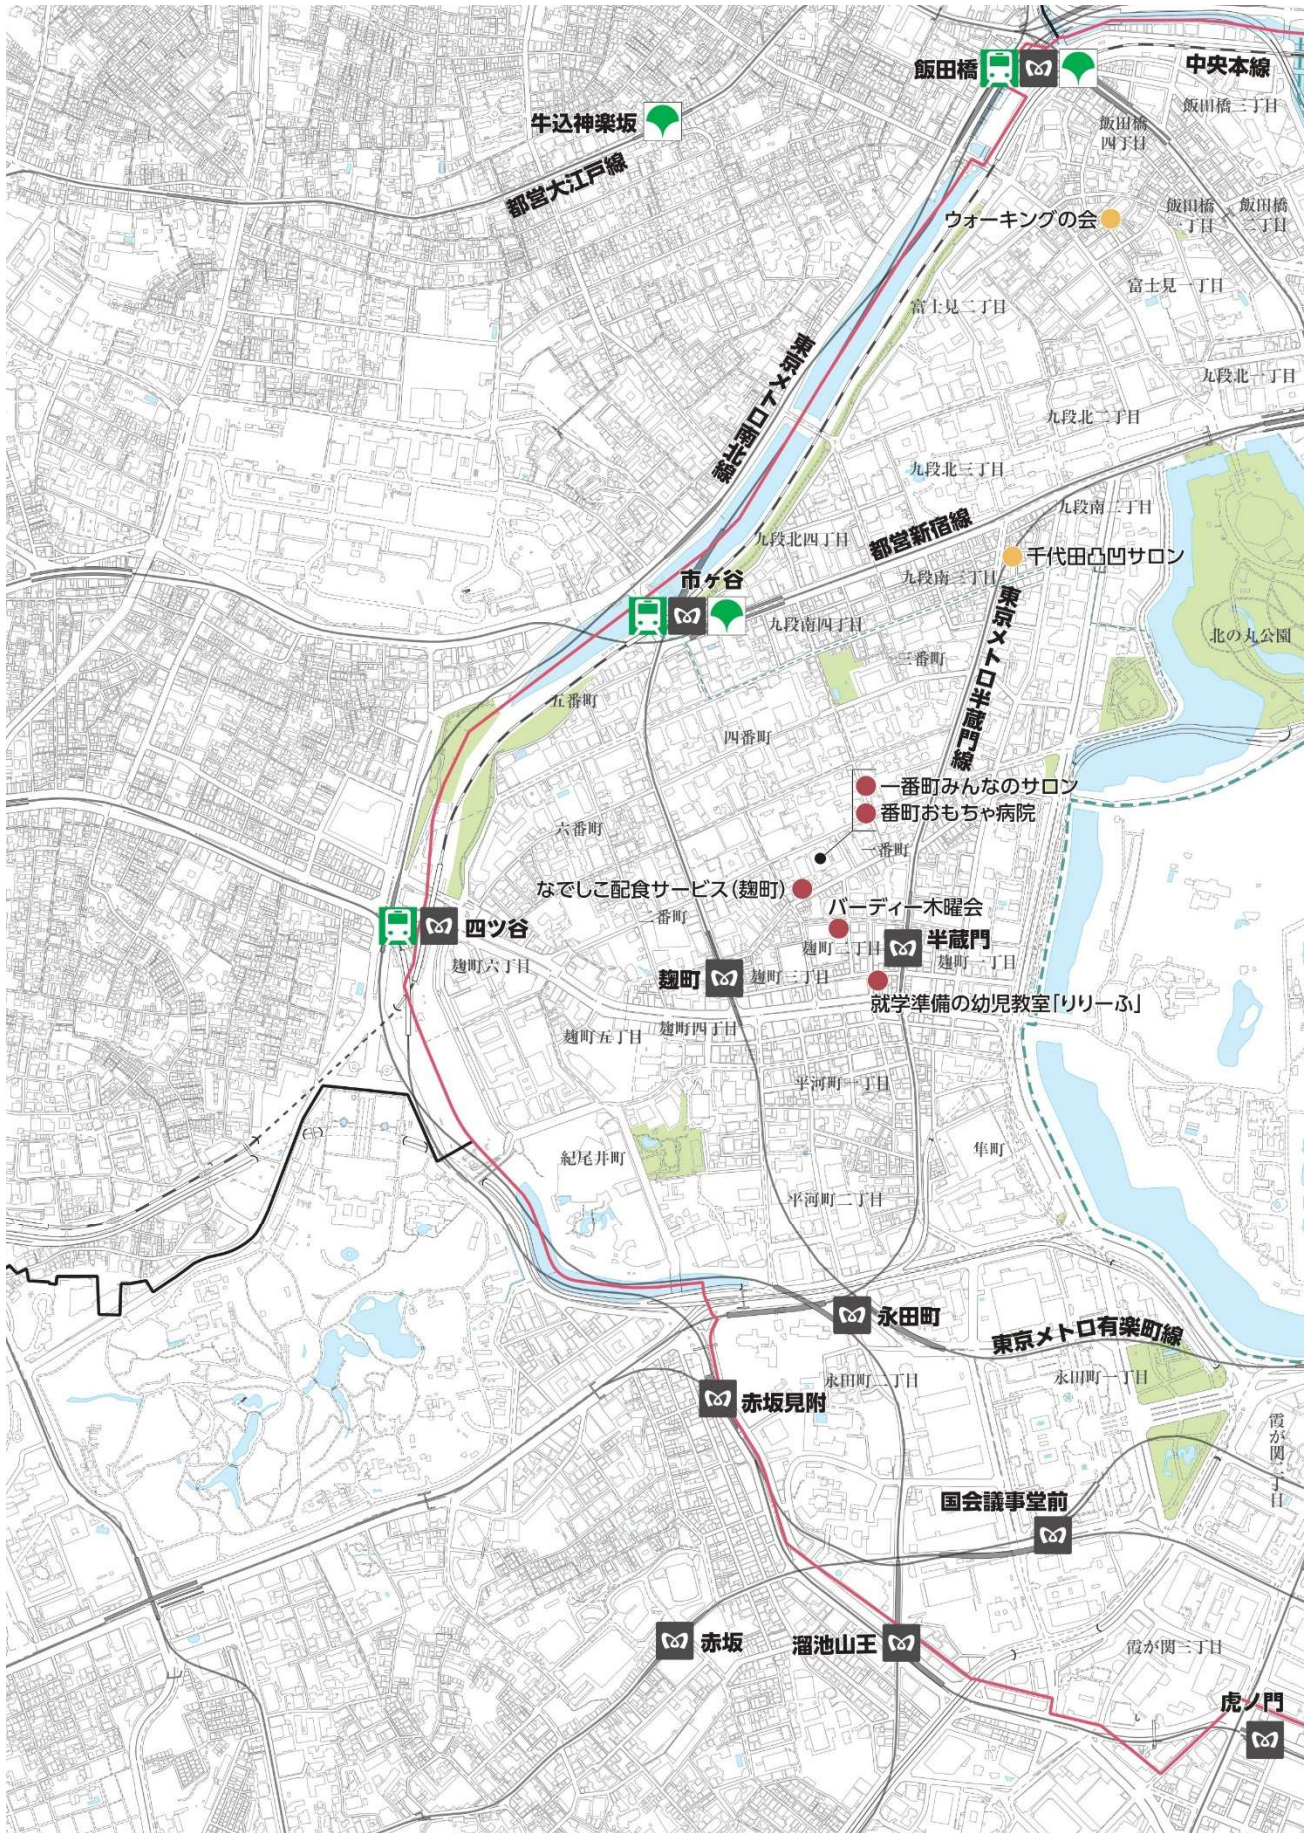 飯田橋
中央本線
飯田橋三丁目
飯田橋
四丁目
牛込神楽坂
都営大江戸線
ウォーキングの会
飯田橋
一丁目
飯田橋
二丁目
富士見一丁目
富士見二丁目
東京メトロ南北線
九段北一丁目
九段北二丁目
九段北三丁目
九段南二丁目
都営新宿線
九段北四丁目
千代田凸凹サロン
九段南三丁目
市ヶ谷
九段南四丁目
北の丸公園
三番町
東京メトロ半蔵門線
五番町
四番町
一番町みんなのサロン
番町おもちゃ病院
六番町
一番町
なでしこ配食サービス(麹町)
バーディー木曜会
二番町
四ツ谷
麹町二丁目
半蔵門
麹町一丁目
麹町六丁目
麹町
麹町三丁目
就学準備の幼児教室「りりーふ」
麹町五丁目
麹町四丁目
平河町一丁目
隼町
紀尾井町
平河町二丁目
永田町
東京メトロ有楽町線
永田町二丁目
永田町一丁目
赤坂見附
霞が関二丁目
国会議事堂前
赤坂
溜池山王
霞が関三丁目
虎ノ門